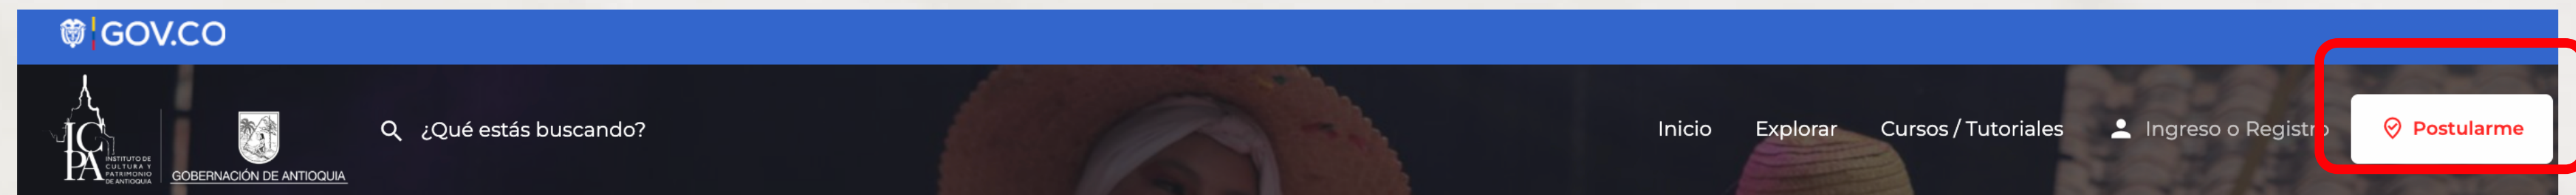 GOV.CO
ICPA
INSTITUTO DE
CULTURA Y
PATRIMONIO
DE ANTIOQUIA
GOBERNACIÓN DE ANTIOQUIA
¿Qué estás buscando?
Inicio
Explorar
Cursos / Tutoriales
Ingreso o Registro
Postularme